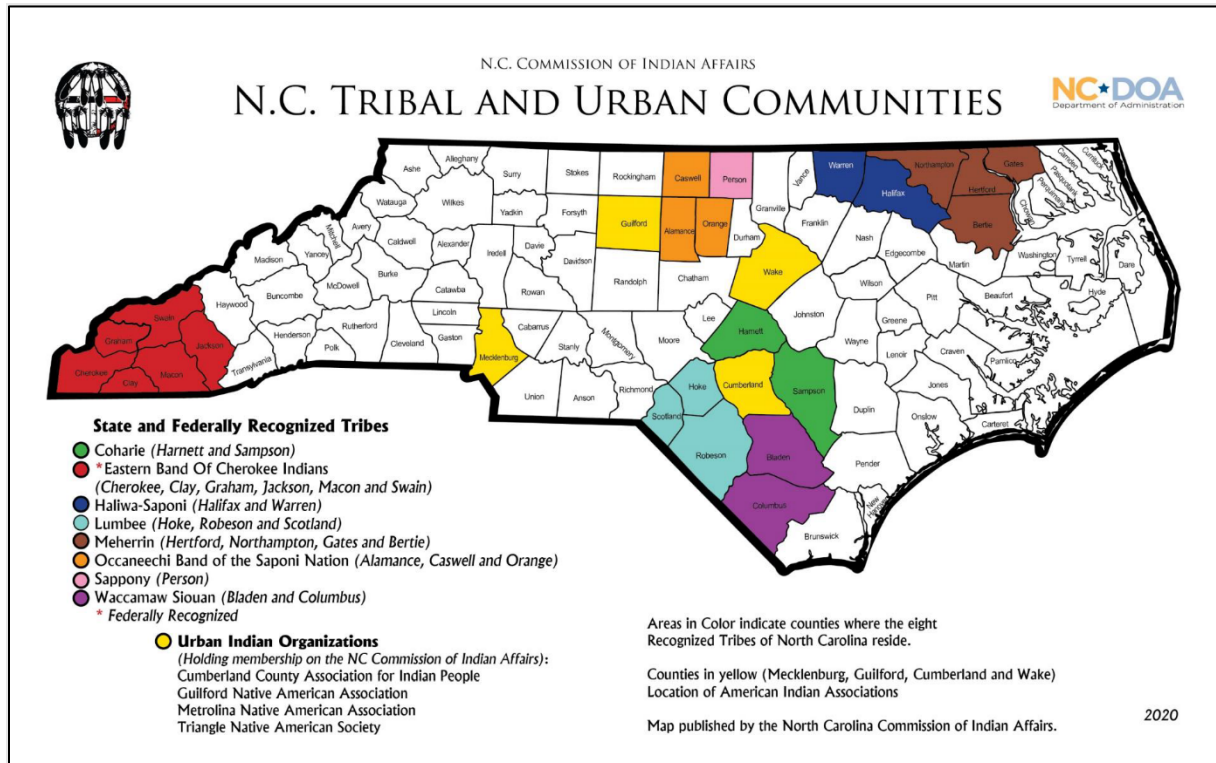 N.C. Commission of Indian Affairs
N.C. Tribal and Urban Communities
NC DOA
Department of Administration
Alleghany
Ashe
Surry
Stokes
Rockingham
Caswell
Person
Vance
Warren
Northampton
Gates
Camden
Currituck
Pasquotank
Perquimans
Chowan
Hertford
Halifax
Granville
Watauga
Wilkes
Yadkin
Forsyth
Guilford
Alamance
Orange
Durham
Franklin
Bertie
Mitchell
Avery
Caldwell
Alexander
Iredell
Davie
Davidson
Nash
Edgecombe
Martin
Washington
Tyrrell
Dare
Madison
Yancey
Burke
McDowell
Catawba
Rowan
Randolph
Chatham
Wake
Wilson
Pitt
Beaufort
Hyde
Swain
Haywood
Buncombe
Lincoln
Lee
Johnston
Greene
Graham
Jackson
Henderson
Rutherford
Polk
Cleveland
Gaston
Mecklenburg
Cabarrus
Stanly
Montgomery
Moore
Harnett
Wayne
Lenoir
Craven
Pamlico
Cherokee
Clay
Macon
Transylvania
Union
Anson
Richmond
Hoke
Cumberland
Sampson
Duplin
Jones
Onslow
Carteret
Scotland
Robeson
Bladen
Pender
Columbus
New Hanover
Brunswick
State and Federally Recognized Tribes
Coharie (Harnett and Sampson)
* Eastern Band Of Cherokee Indians
(Cherokee, Clay, Graham, Jackson, Macon and Swain)
Haliwa-Saponi (Halifax and Warren)
Lumbee (Hoke, Robeson and Scotland)
Meherrin (Hertford, Northampton, Gates and Bertie)
Occaneechi Band of the Saponi Nation (Alamance, Caswell and Orange)
Sappony (Person)
Waccamaw Siouan (Bladen and Columbus)
* Federally Recognized
Urban Indian Organizations
(Holding membership on the NC Commission of Indian Affairs):
Cumberland County Association for Indian People
Guilford Native American Association
Metrolina Native American Association
Triangle Native American Society
Areas in Color indicate counties where the eight
Recognized Tribes of North Carolina reside.
Counties in yellow (Mecklenburg, Guilford, Cumberland and Wake)
Location of American Indian Associations
Map published by the North Carolina Commission of Indian Affairs.
2020